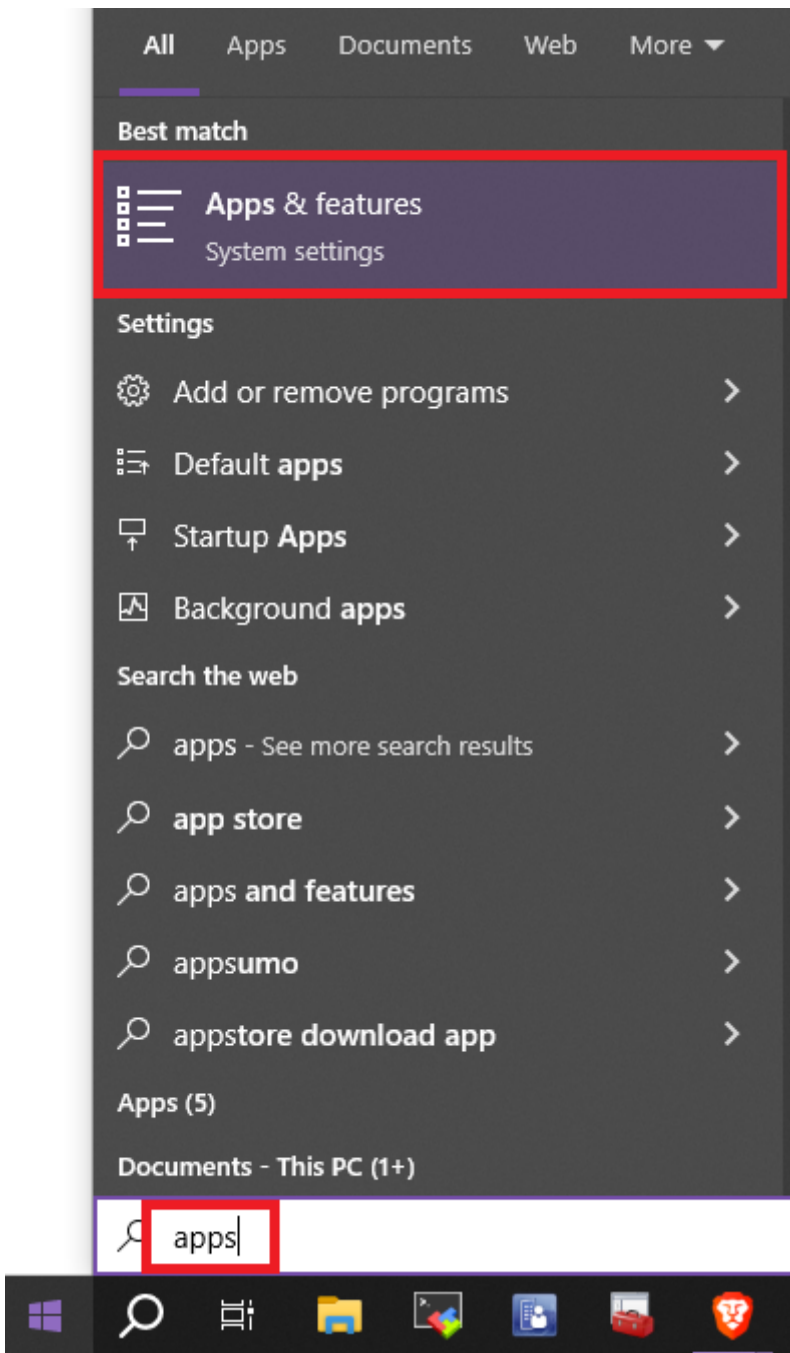 All Apps Documents Web More
Best match
Apps & features
System settings
Settings
Add or remove programs
Default apps
Startup Apps
Background apps
Search the web
apps - See more search results
app store
apps and features
appsumo
appstore download app
Apps (5)
Documents - This PC (1+)
apps